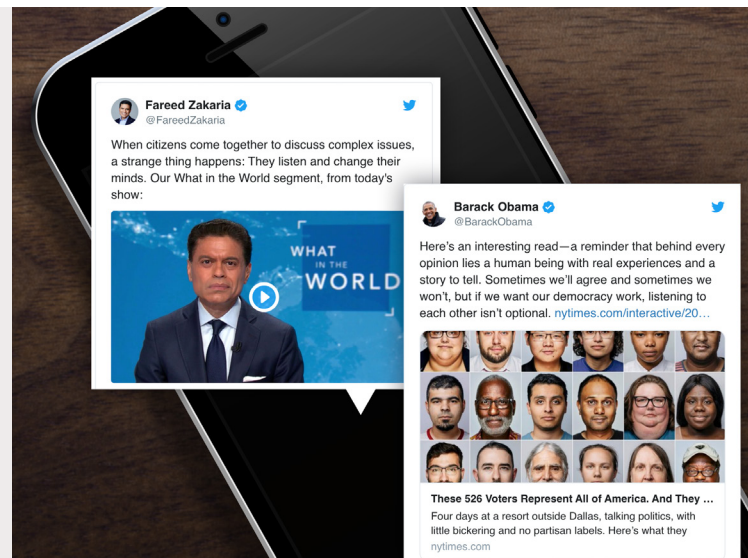 Fareed Zakaria
@FareedZakaria
When citizens come together to discuss complex issues,
a strange thing happens: They listen and change their
minds. Our What in the World segment, from today's
show:
WHAT
IN THE
WORLD
Barack Obama
@BarackObama
Here's an interesting read—a reminder that behind every
opinion lies a human being with real experiences and a
story to tell. Sometimes we'll agree and sometimes we
won't, but if we want our democracy work, listening to
each other isn't optional. nytimes.com/interactive/20…
These 526 Voters Represent All of America. And They ...
Four days at a resort outside Dallas, talking politics, with
little bickering and no partisan labels. Here's what they
nytimes.com